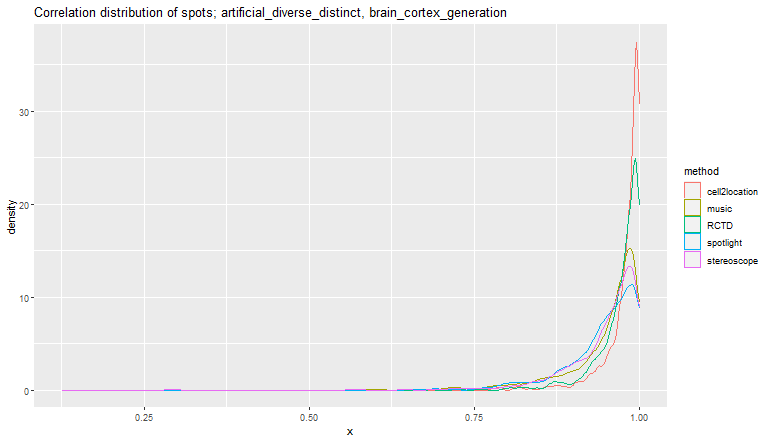 Correlation distribution of spots; artificial_diverse_distinct, brain_cortex_generation
30
20
10
0
density
0.25 0.50 0.75 1.00
x
method
cell2location
music
RCTD
spotlight
stereoscope